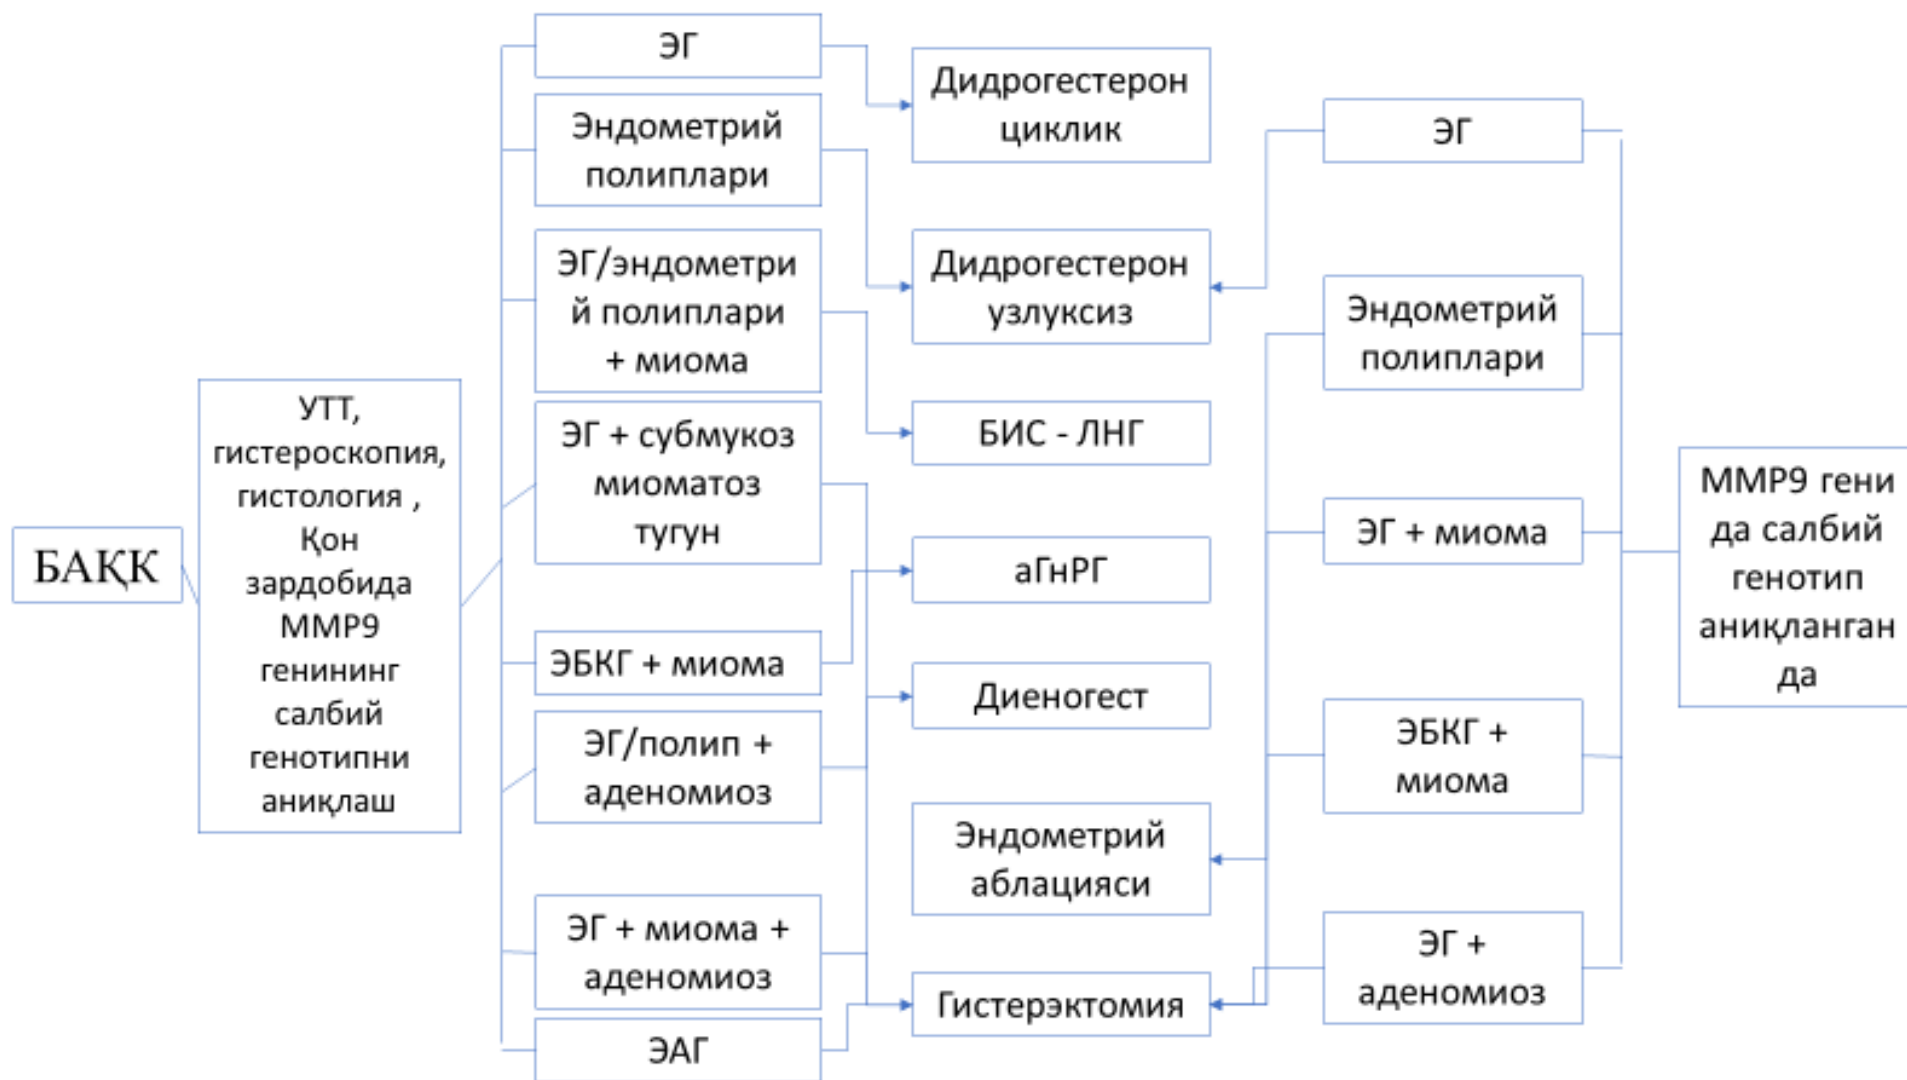 БАҚК
УТТ,
гистероскопия,
гистология ,
Қон
зардобида
ММР9
генининг
салбий
генотипни
аниқлаш
ЭГ
Эндометрий
полиплари
ЭГ/эндометри
й полиплари
+ миома
ЭГ + субмукоз
миоматоз
тугун
ЭБКГ + миома
ЭГ/полип +
аденомиоз
ЭГ + миома +
аденомиоз
ЭАГ
Дидрогестерон
циклик
Дидрогестерон
узлуксиз
БИС - ЛНГ
аГнРГ
Диеногест
Эндометрий
аблацияси
Гистерэктомия
ЭГ
Эндометрий
полиплари
ЭГ + миома
ЭБКГ +
миома
ЭГ +
аденомиоз
ММР9 гени
да салбий
генотип
аниқланган
да